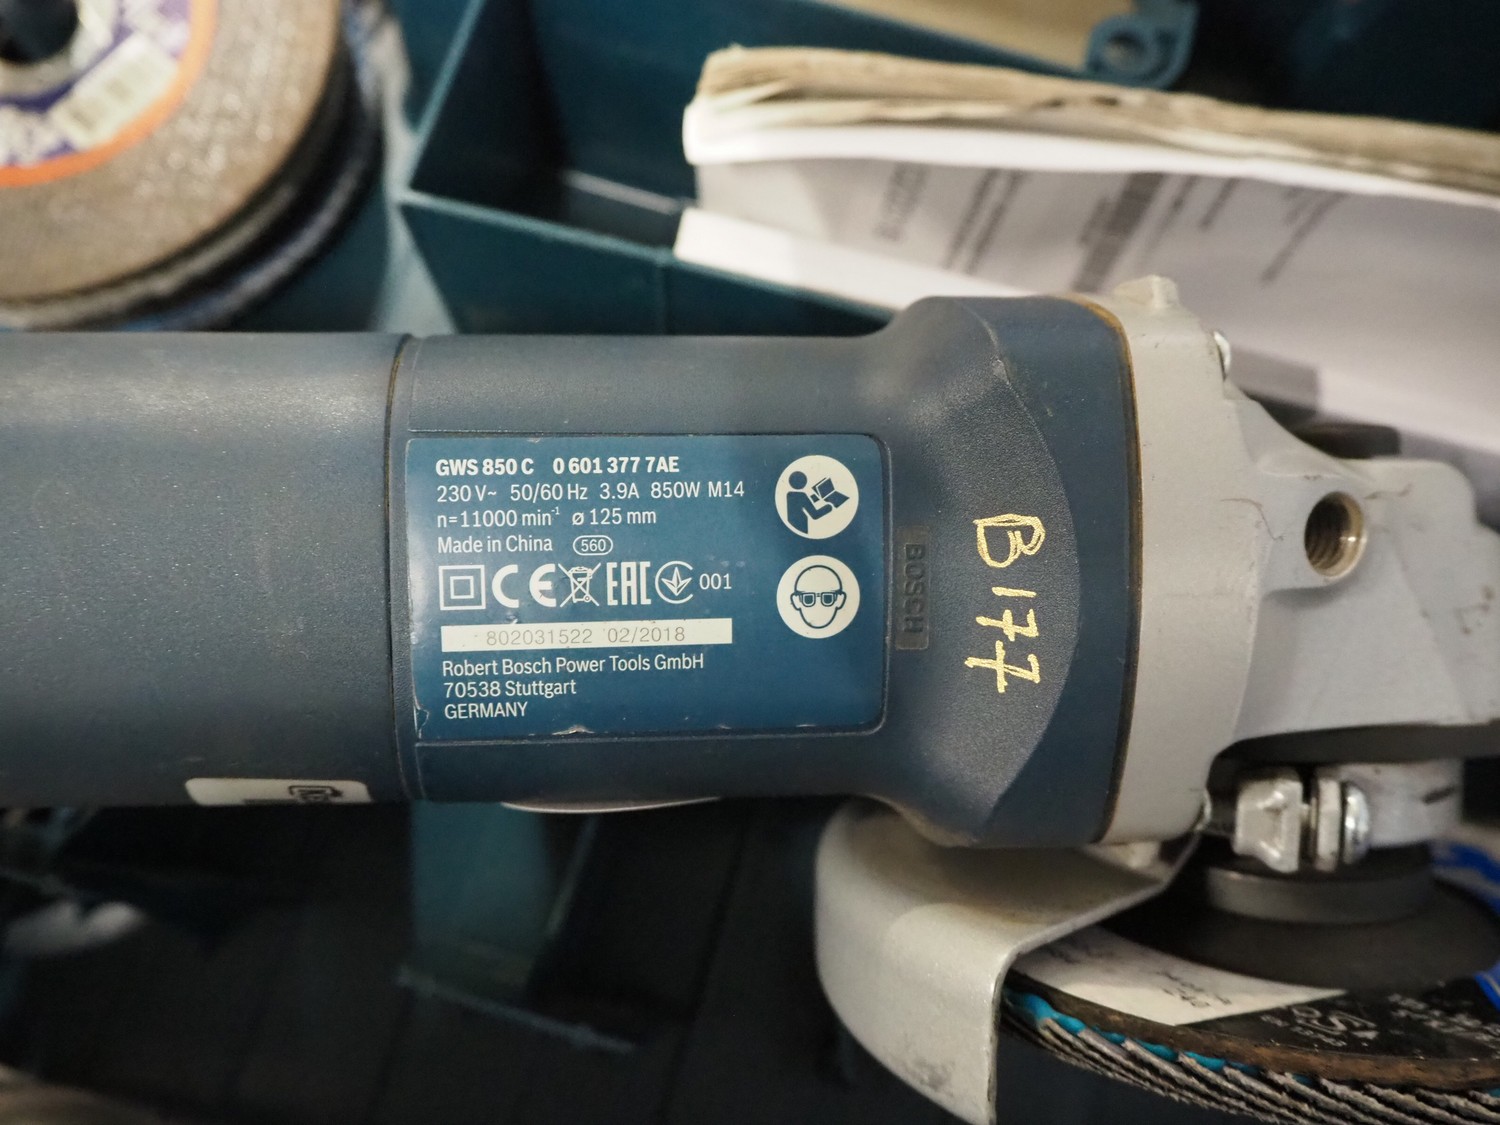 GWS 850 C 0 601 377 7AE
230 V~ 50/60 Hz 3.9A 850W M14
n=11000 min⁻¹ ø 125 mm
Made in China 560
CE EAC 001
802031522 02/2018
Robert Bosch Power Tools GmbH
70538 Stuttgart
GERMANY
BOSCH
B177